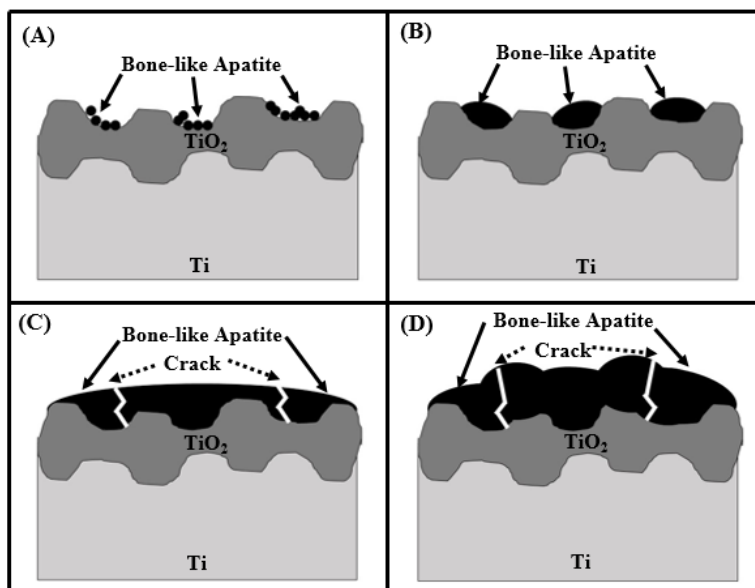 (A)
Bone-like Apatite
TiO₂
Ti
(B)
Bone-like Apatite
TiO₂
Ti
(C)
Bone-like Apatite
Crack
TiO₂
Ti
(D)
Bone-like Apatite
Crack
TiO₂
Ti